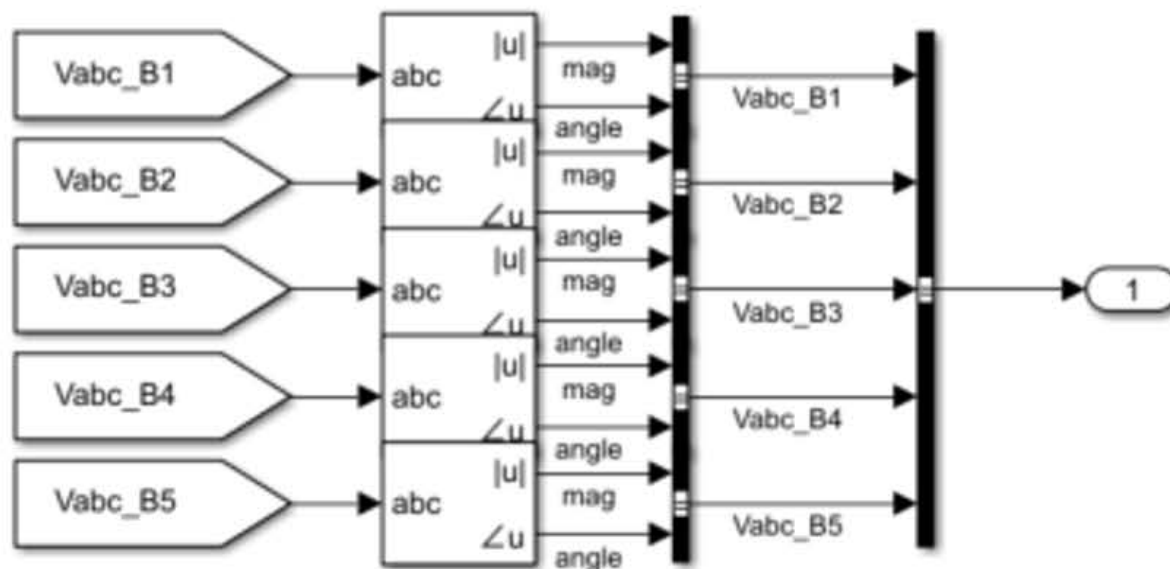 Vabc_B1
abc
|u|
∠u
mag
angle
Vabc_B1
Vabc_B2
abc
|u|
∠u
mag
angle
Vabc_B2
Vabc_B3
abc
|u|
∠u
mag
angle
Vabc_B3
1
Vabc_B4
abc
|u|
∠u
mag
angle
Vabc_B4
Vabc_B5
abc
|u|
∠u
mag
angle
Vabc_B5